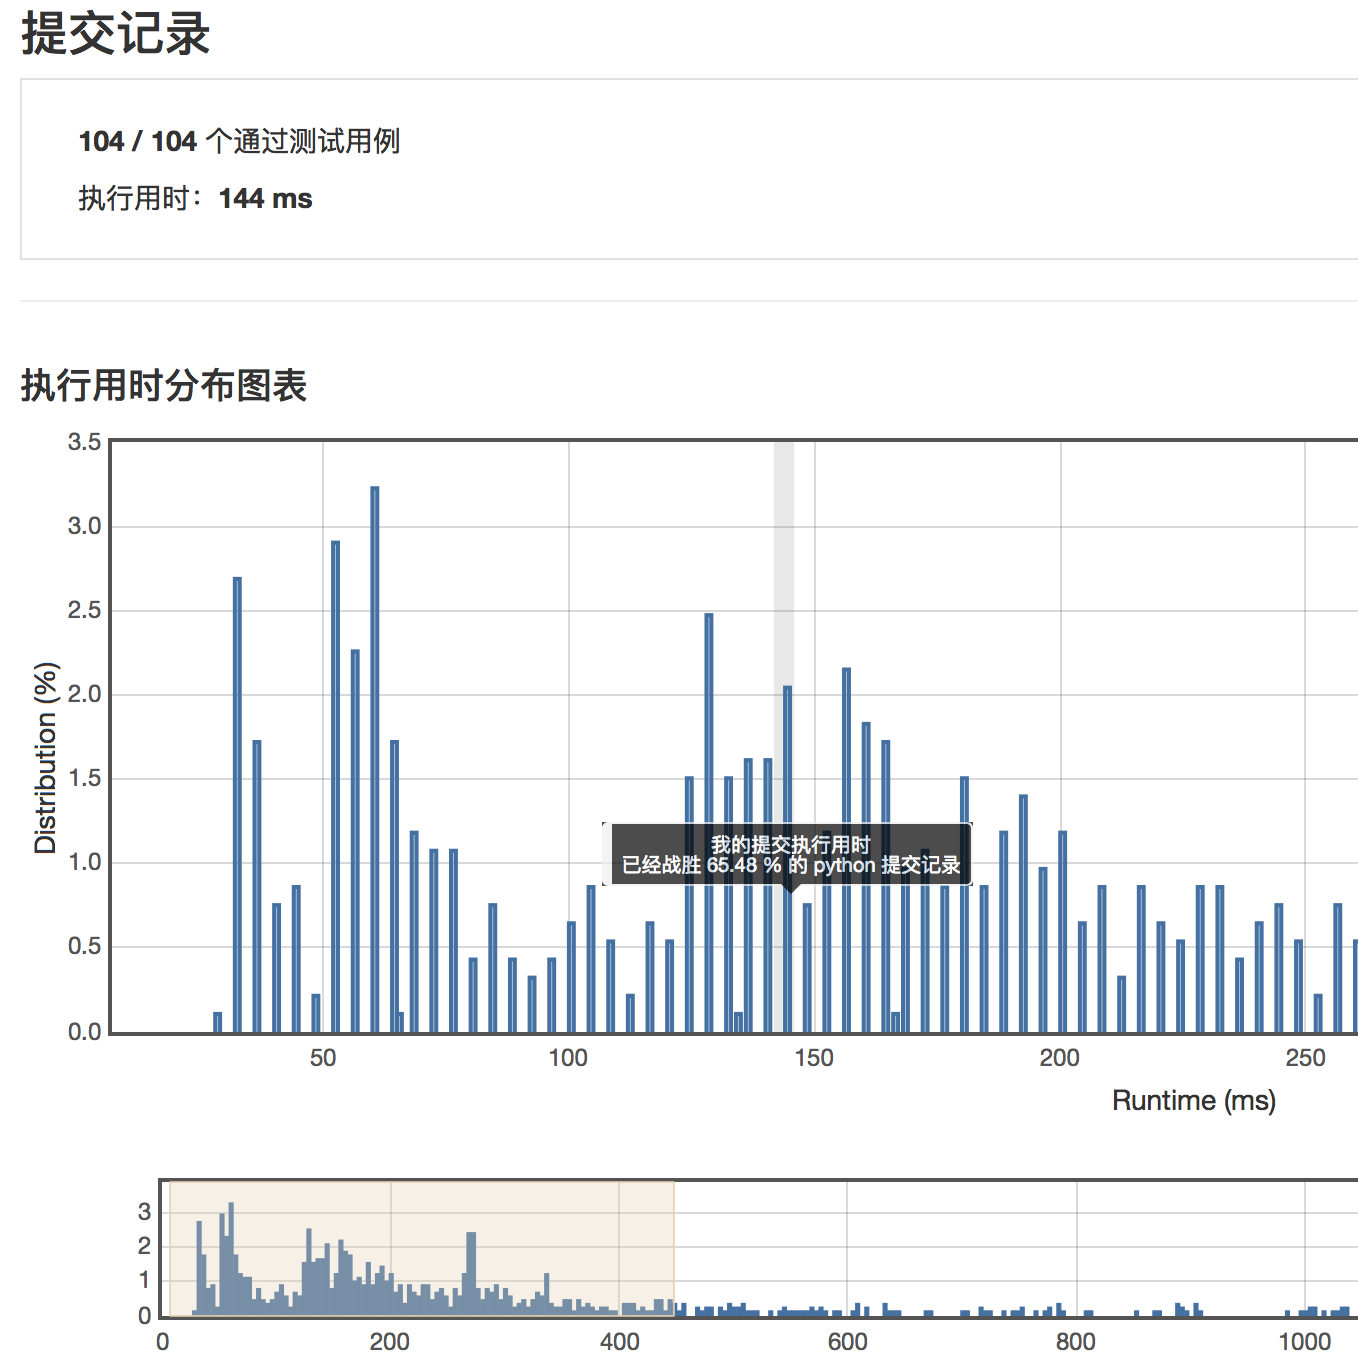 提交记录
104 / 104 个通过测试用例
执行用时：144 ms
执行用时分布图表
3.5
3.0
2.5
2.0
1.5
1.0
0.5
0.0
Distribution (%)
我的提交执行用时
已经战胜 65.48 % 的 python 提交记录
50 100 150 200 250
Runtime (ms)
3
2
1
0
0 200 400 600 800 1000